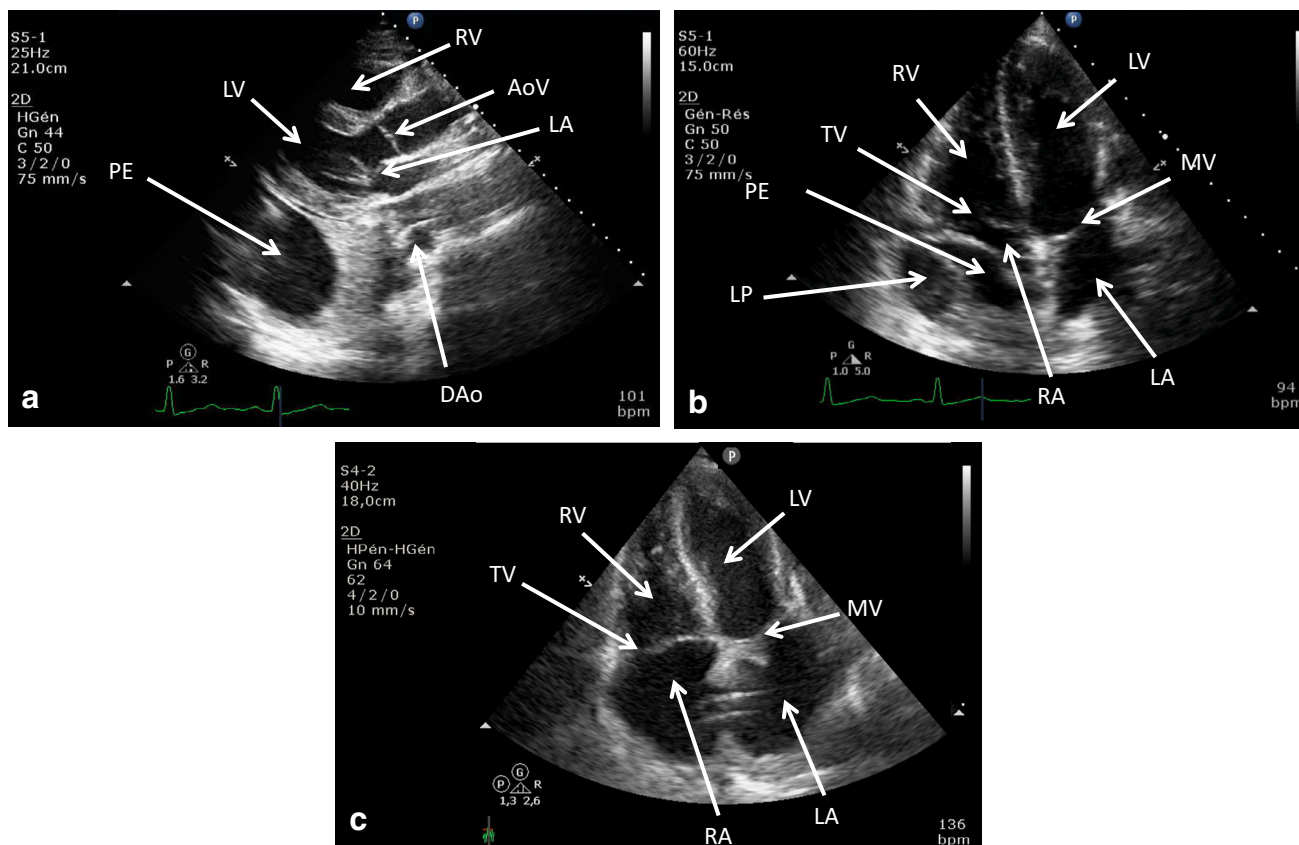 S5-1
25Hz
21.0cm
2D
HGén
Gn 44
C 50
3/2/0
75 mm/s
P
RV
LV
AoV
LA
PE
DAo
G
P R
1.6 3.2
101
bpm
a
S5-1
60Hz
15.0cm
2D
Gén-Rés
Gn 50
C 50
3/2/0
75 mm/s
P
RV
LV
TV
MV
PE
LP
LA
RA
G
P R
1.0 5.0
94
bpm
b
S4-2
40Hz
18,0cm
2D
HPén-HGén
Gn 64
62
4/2/0
10 mm/s
P
LV
RV
TV
MV
LA
RA
G
P R
1,3 2,6
136
bpm
c